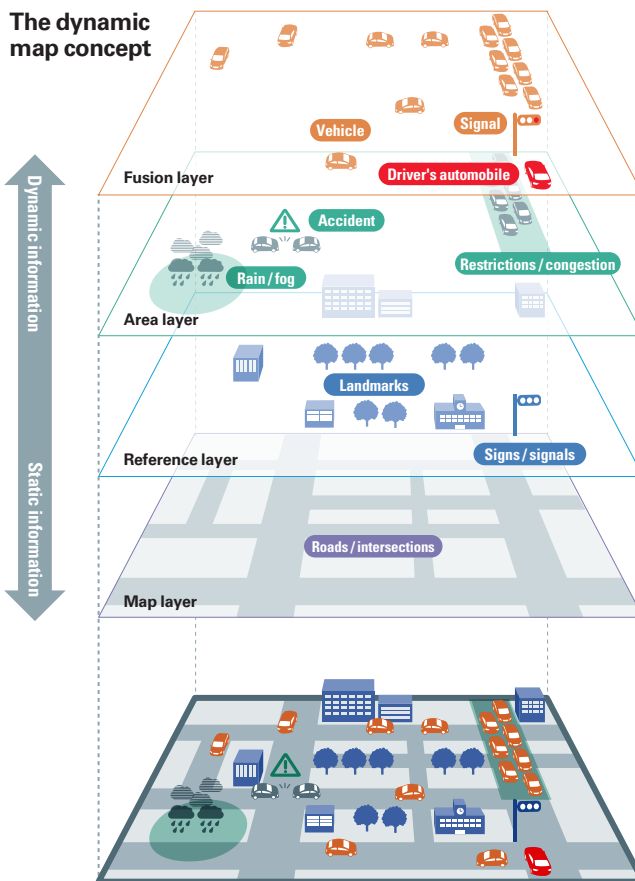 The dynamic
map concept
Signal
Vehicle
Driver's automobile
Fusion layer
Dynamic information
Accident
Restrictions / congestion
Rain / fog
Area layer
Landmarks
Signs / signals
Reference layer
Static information
Roads / intersections
Map layer